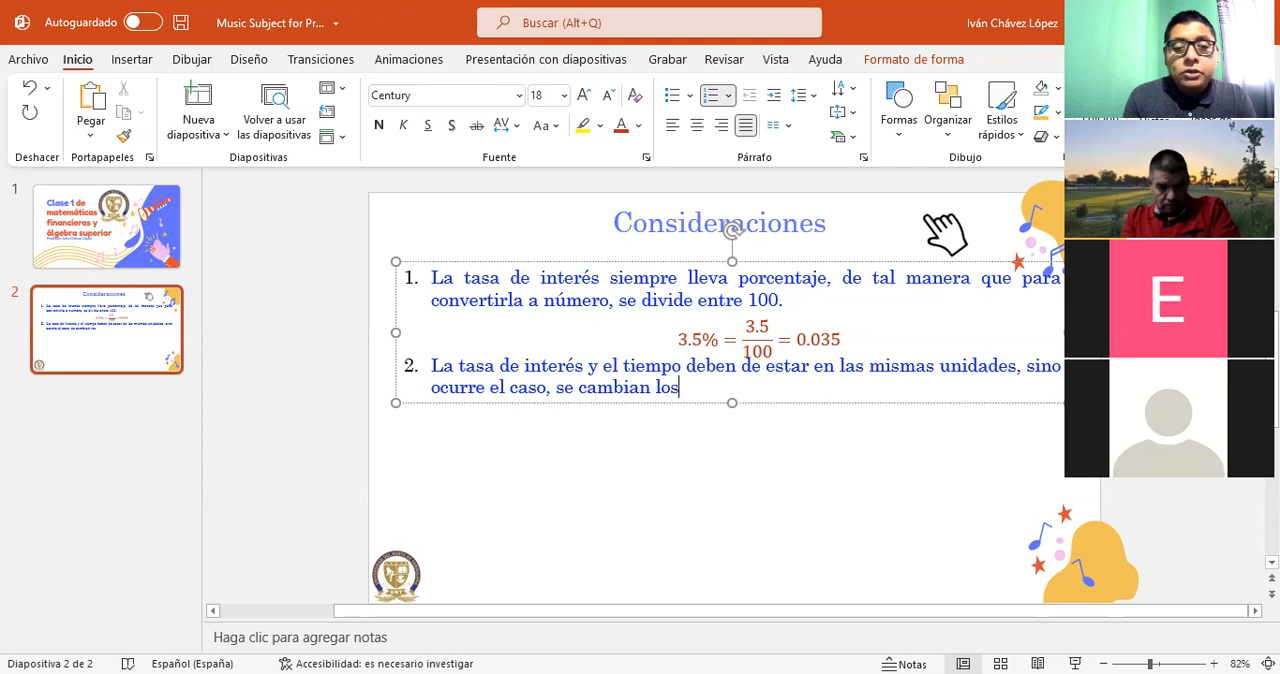 Autoguardado
Music Subject for Pr...
Buscar (Alt+Q)
Iván Chávez López
Archivo Inicio Insertar Dibujar Diseño Transiciones Animaciones Presentación con diapositivas Grabar Revisar Vista Ayuda Formato de forma
Century 18
Pegar
Nueva diapositiva
Volver a usar las diapositivas
N K S S ab AV Aa A
Formas Organizar Estilos rápidos
Deshacer Portapapeles Diapositivas Fuente Párrafo Dibujo
1
Clase 1 de
matemáticas
financieras y
álgebra superior
2
Consideraciones
1. La tasa de interés siempre lleva porcentaje, de tal manera que para
convertirla a número, se divide entre 100.
3.5% = 3.5/100 = 0.035
2. La tasa de interés y el tiempo deben de estar en las mismas unidades, sino
ocurre el caso, se cambian los
E
Haga clic para agregar notas
Diapositiva 2 de 2 Español (España) Accesibilidad: es necesario investigar Notas 82%